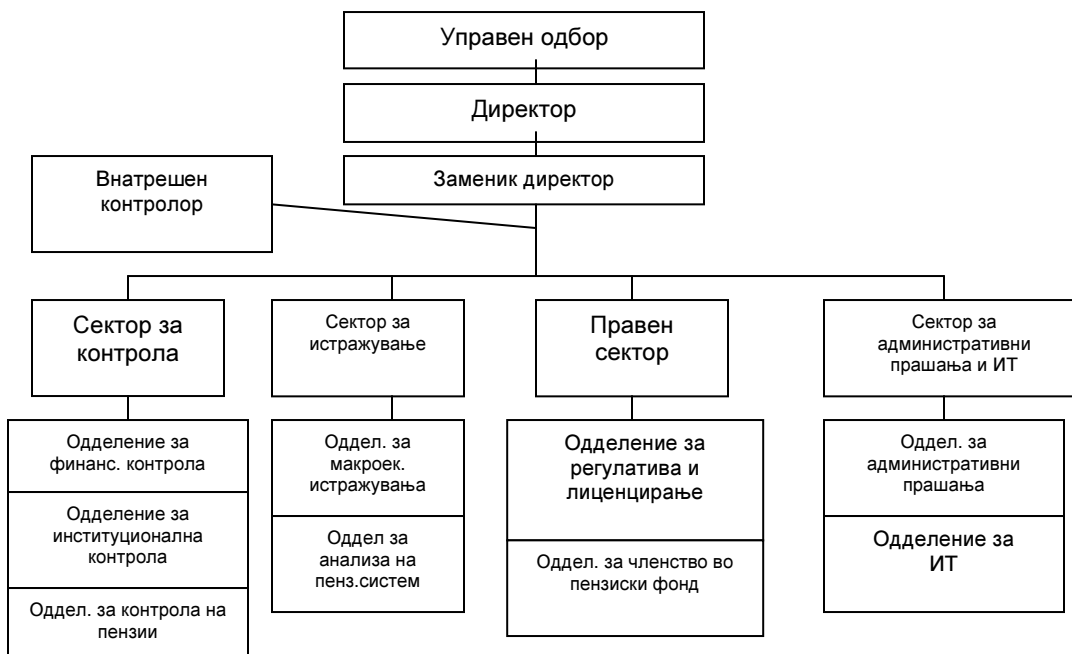 Управен одбор
Директор
Внатрешен
контролор
Заменик директор
Сектор за
контрола
Сектор за
истражување
Правен
сектор
Сектор за
административни
прашања и ИТ
Одделение за
финанс. контрола
Одделение за
институционална
контрола
Оддел. за контрола на
пензии
Оддел. за
макроек.
истражувања
Оддел за
анализа на
пенз.систем
Одделение за
регулатива и
лиценцирање
Оддел. за членство во
пензиски фонд
Оддел. за
административни
прашања
Одделение за
ИТ